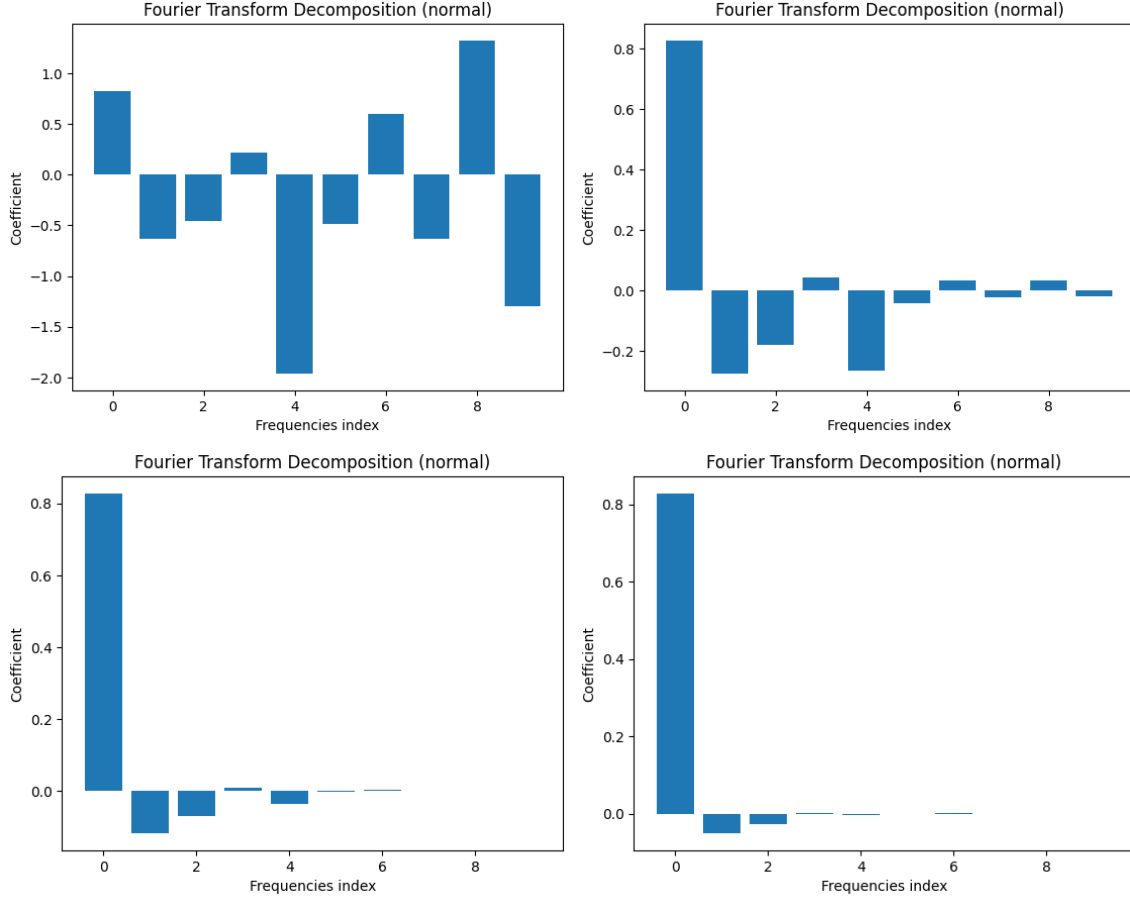 Fourier Transform Decomposition (normal)
1.0
0.5
0.0
−0.5
−1.0
−1.5
−2.0
Coefficient
0 2 4 6 8
Frequencies index
Fourier Transform Decomposition (normal)
0.8
0.6
0.4
0.2
0.0
−0.2
Coefficient
0 2 4 6 8
Frequencies index
Fourier Transform Decomposition (normal)
0.8
0.6
0.4
0.2
0.0
Coefficient
0 2 4 6 8
Frequencies index
Fourier Transform Decomposition (normal)
0.8
0.6
0.4
0.2
0.0
Coefficient
0 2 4 6 8
Frequencies index